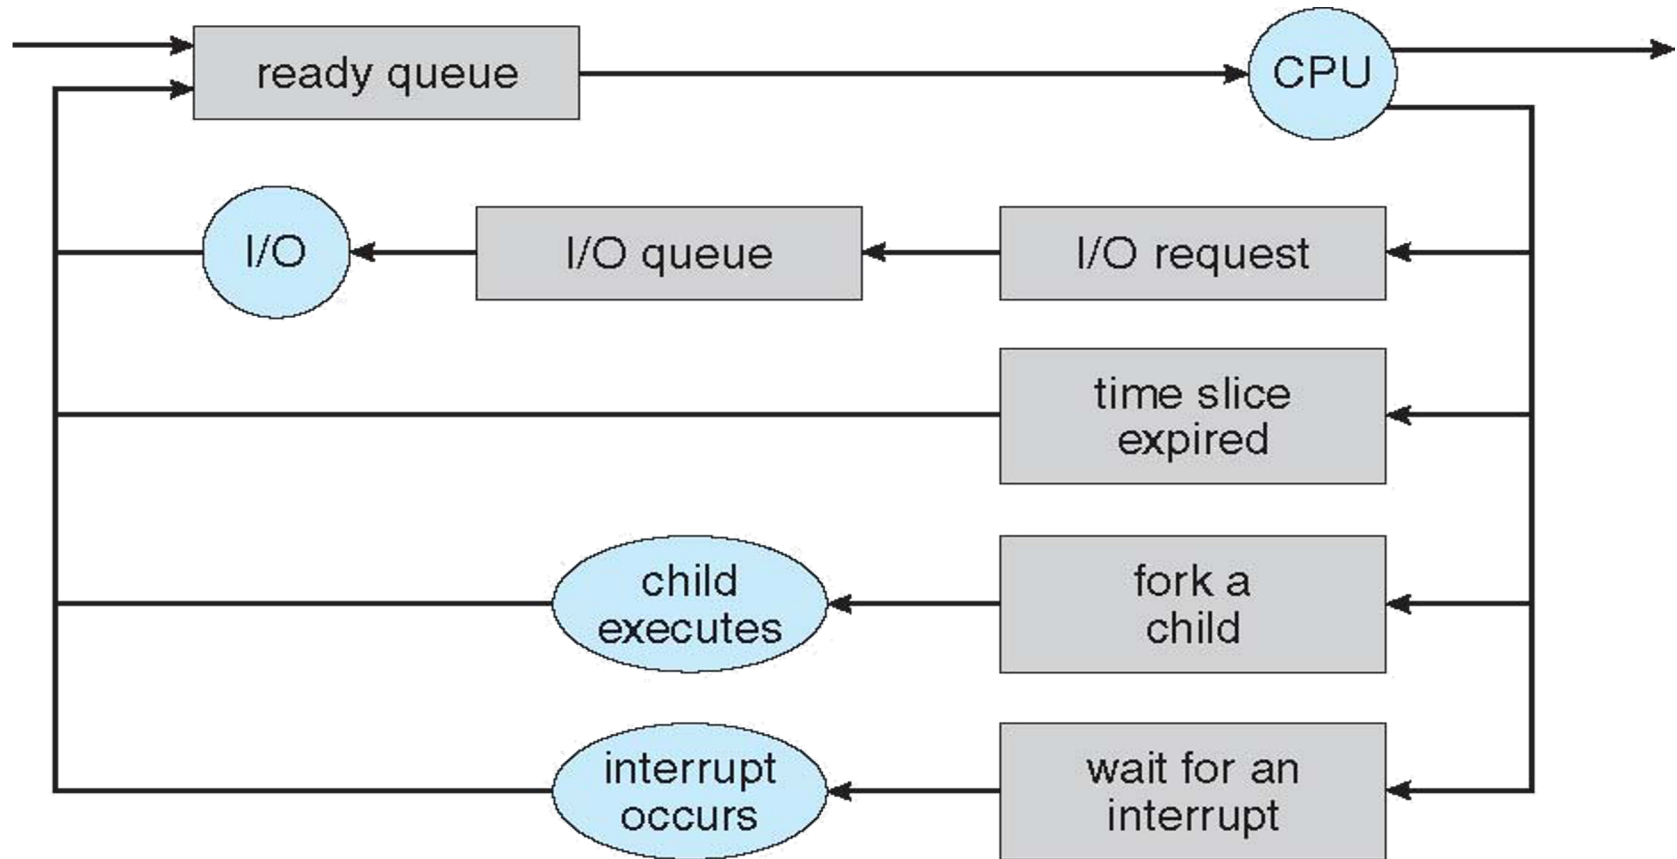 ready queue
CPU
I/O
I/O queue
I/O request
time slice
expired
child
executes
fork a
child
interrupt
occurs
wait for an
interrupt